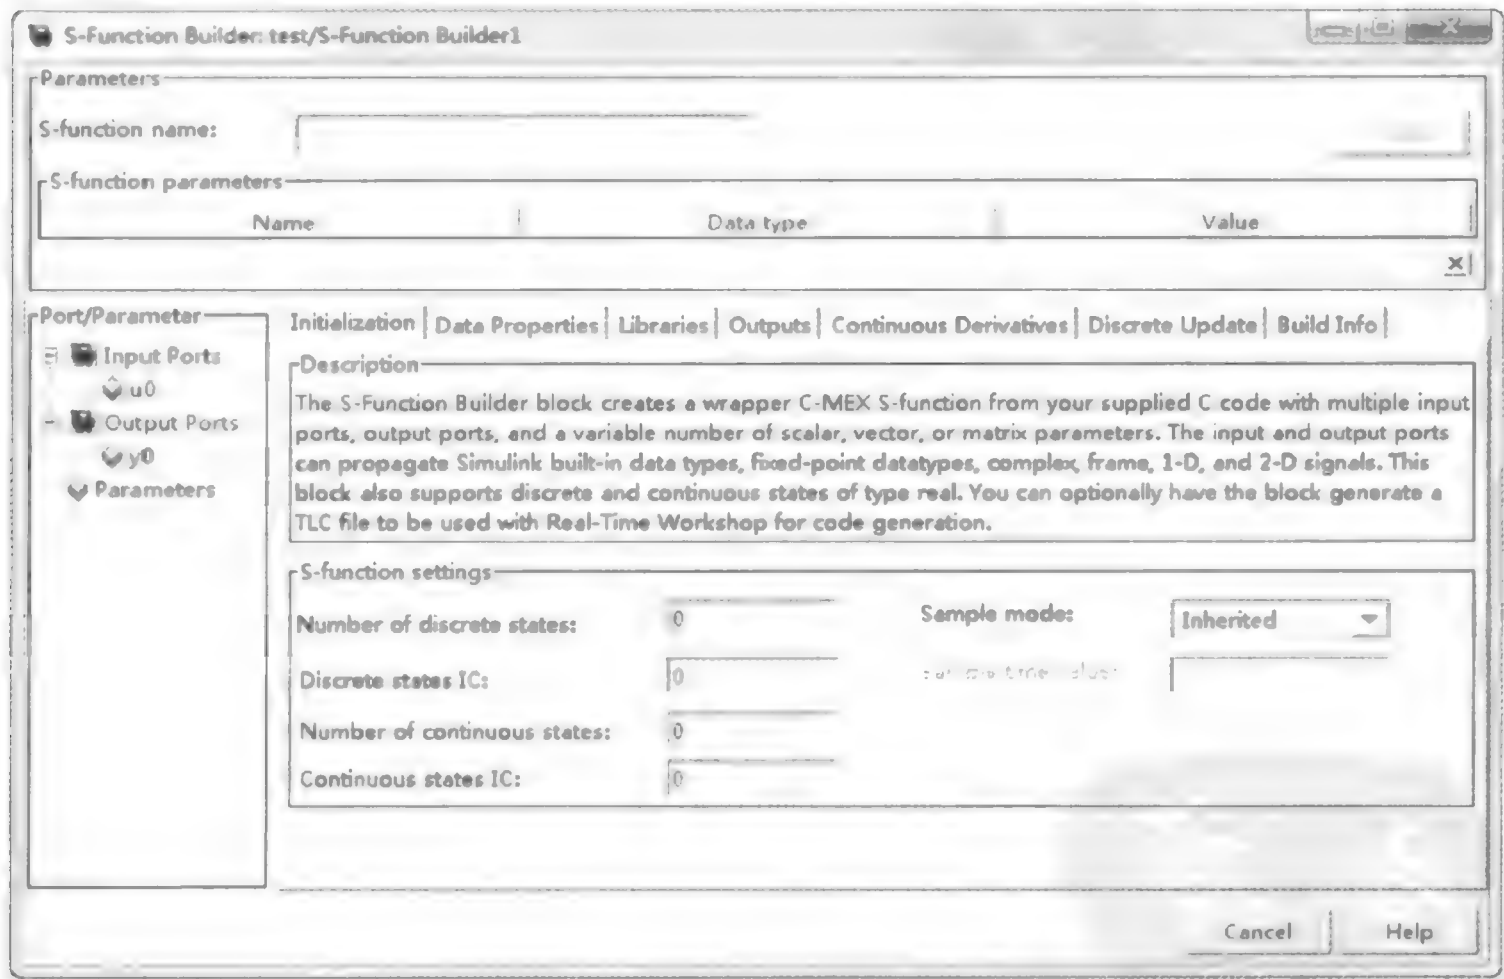 S-Function Builder: test/S-Function Builder1
Parameters
S-function name:
S-function parameters
Name Data type Value
Port/Parameter
Input Ports
u0
Output Ports
y0
Parameters
Initialization Data Properties Libraries Outputs Continuous Derivatives Discrete Update Build Info
Description
The S-Function Builder block creates a wrapper C-MEX S-function from your supplied C code with multiple input
ports, output ports, and a variable number of scalar, vector, or matrix parameters. The input and output ports
can propagate Simulink built-in data types, fixed-point datatypes, complex, frame, 1-D, and 2-D signals. This
block also supports discrete and continuous states of type real. You can optionally have the block generate a
TLC file to be used with Real-Time Workshop for code generation.
S-function settings
Number of discrete states: 0 Sample mode: Inherited
Discrete states IC: 0 time
Number of continuous states: 0
Continuous states IC: 0
Cancel Help